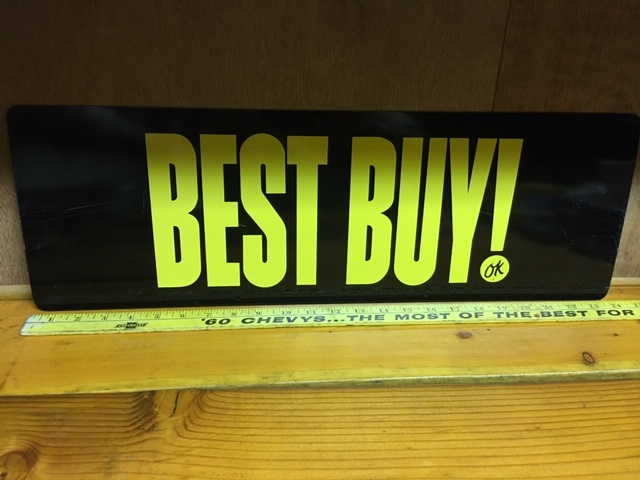 BEST BUY!
OK
'60 CHEVYS...THE MOST OF THE BEST FOR